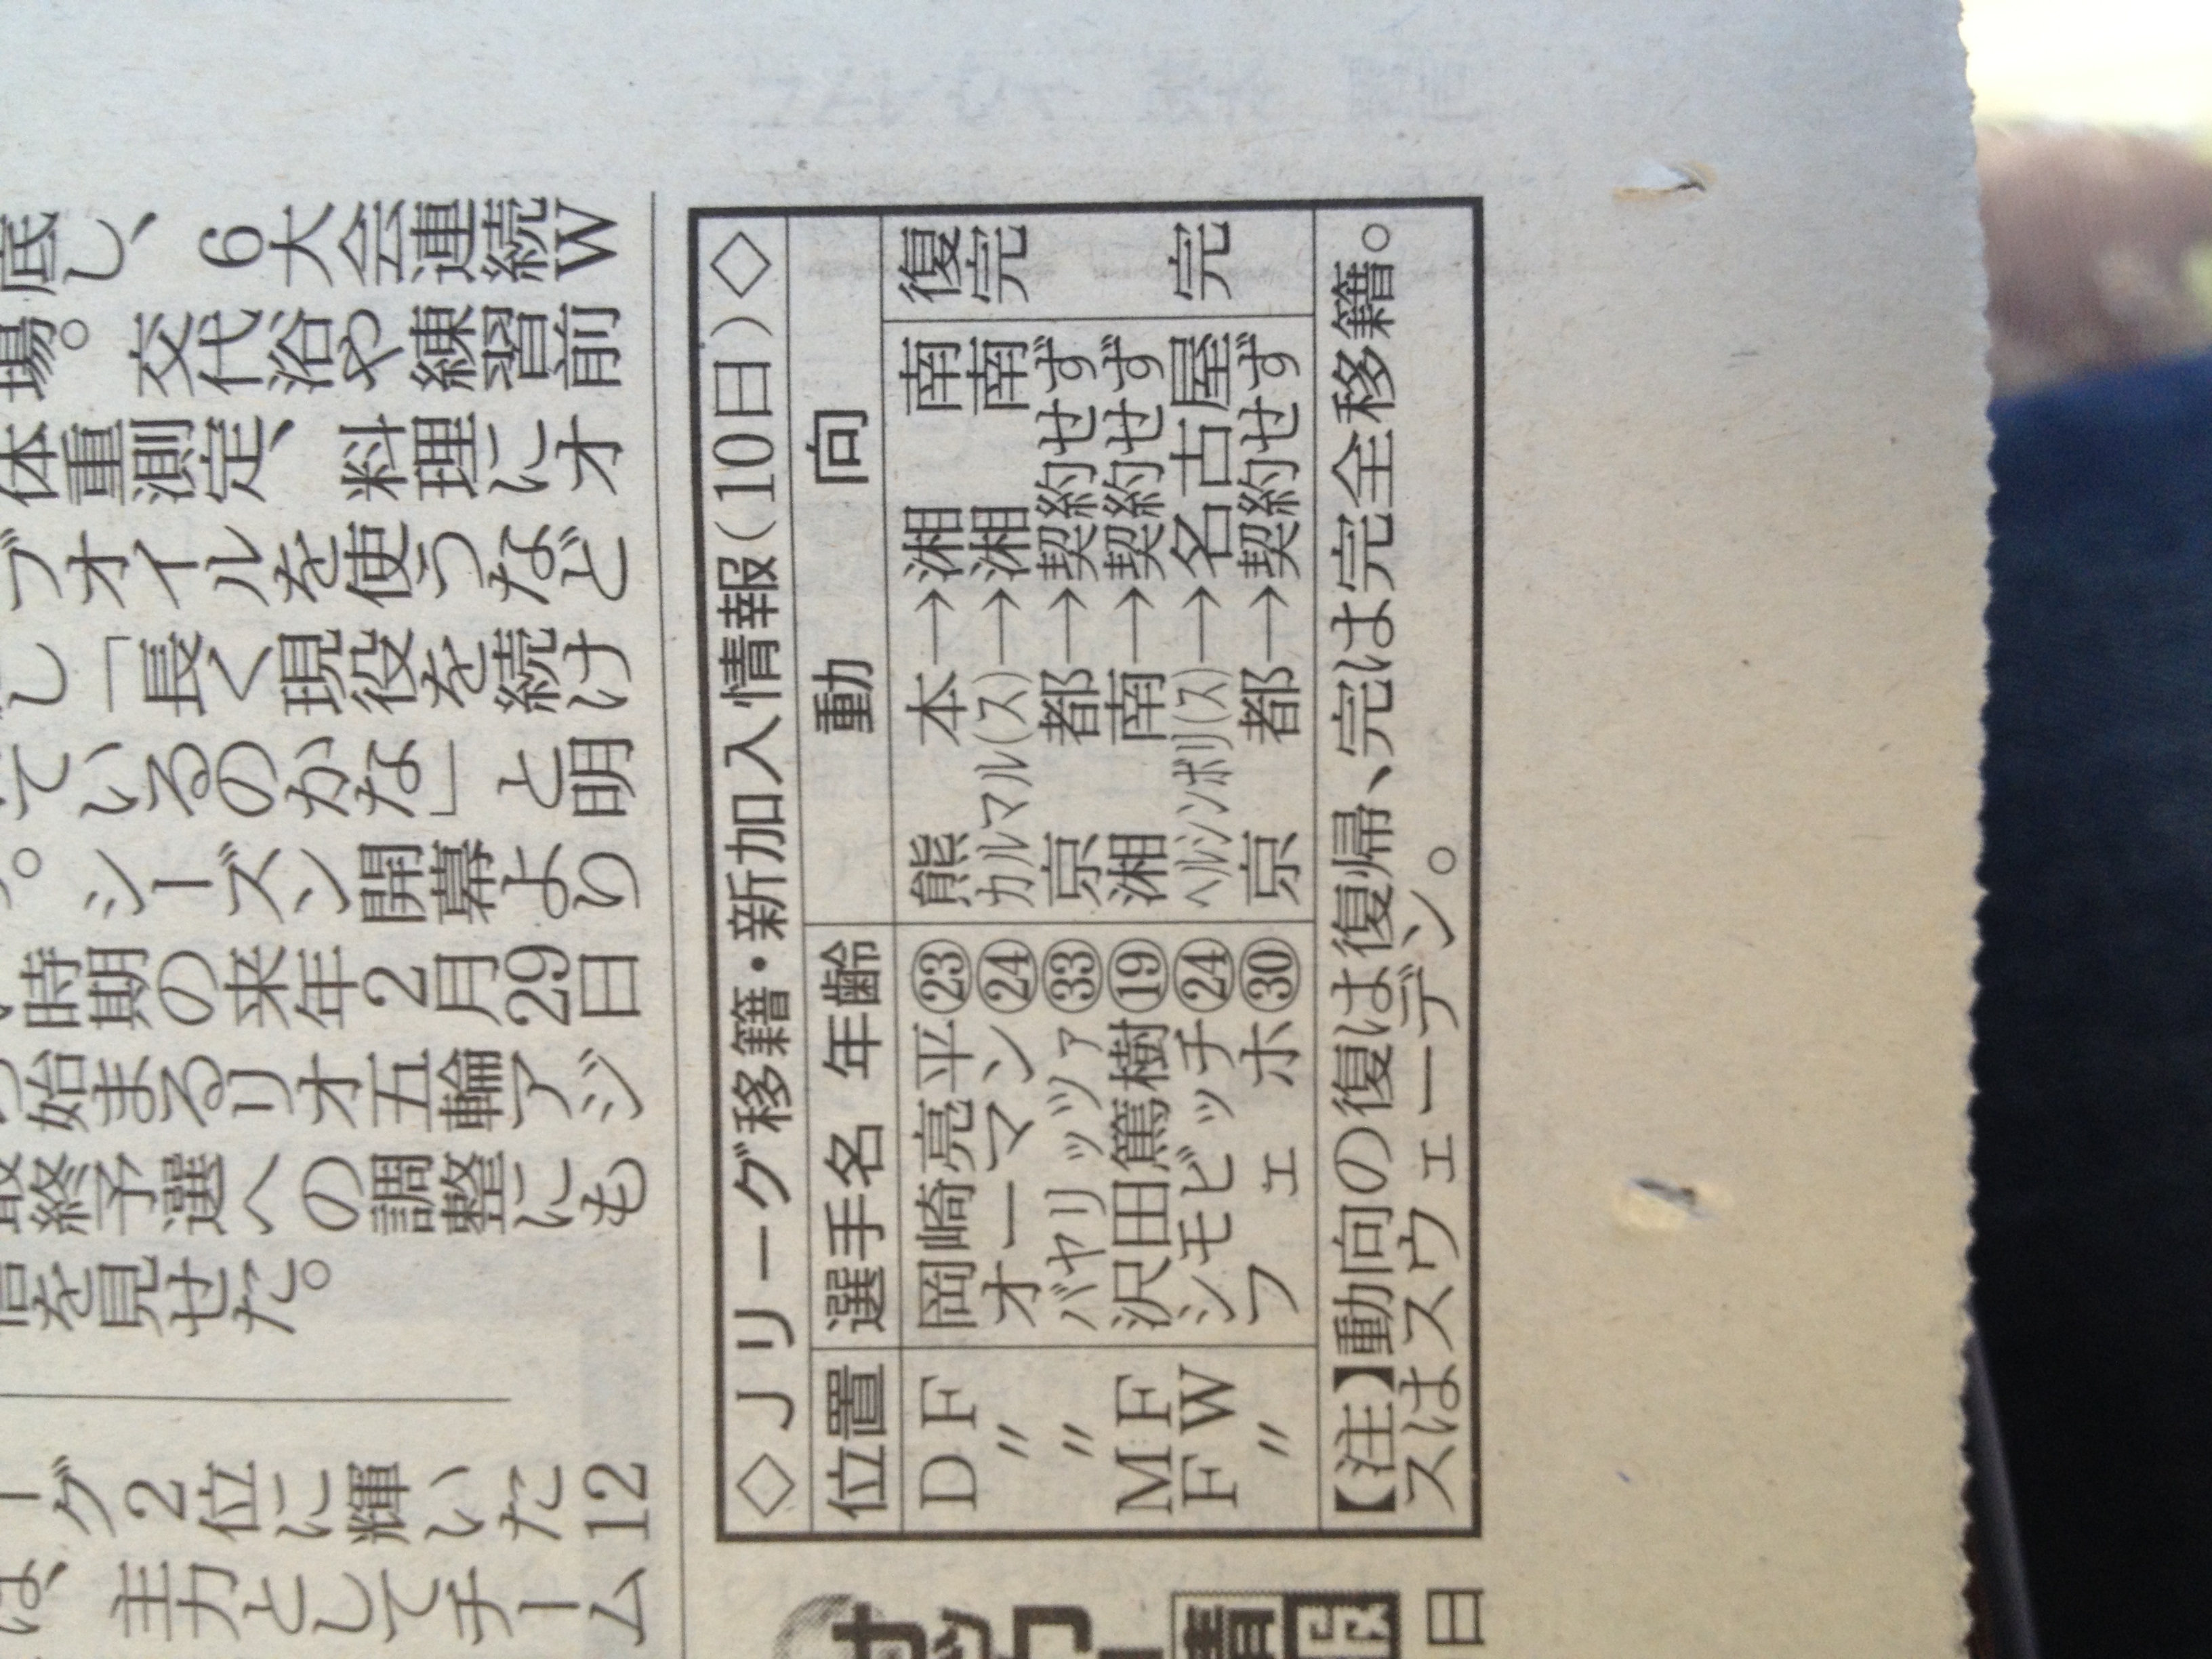 底し、6大会連続W
場。交代浴や練習前
体重測定、料理にオ
ブオイルを使うなど
し「長く現役を続け
ているのかな」と明
。シーズン開幕より
時期の来年2月29日
始まるリオ五輪アジ
終予選への調整にも
を見せた。
グ2位に輝いた12
は、主力としてチーム
◇Jリーグ移籍・新加入情報(10日)◇
位置 選手名 年齢 動向
DF 岡崎亮平㉓ 熊本→湘南 復
〃 オーマン㉔ カルマル(ス)→湘南 完
〃 バヤリッツァ㉝ 京都→契約せず
MF 沢田篤樹⑲ 湘南→契約せず
FW シモビッチ㉔ ヘルシンボリ(ス)→名古屋 完
〃 フェホ㉚ 京都→契約せず
【注】動向の復は復帰、完は完全移籍。
スはスウェーデン。
サッカー
情報
日